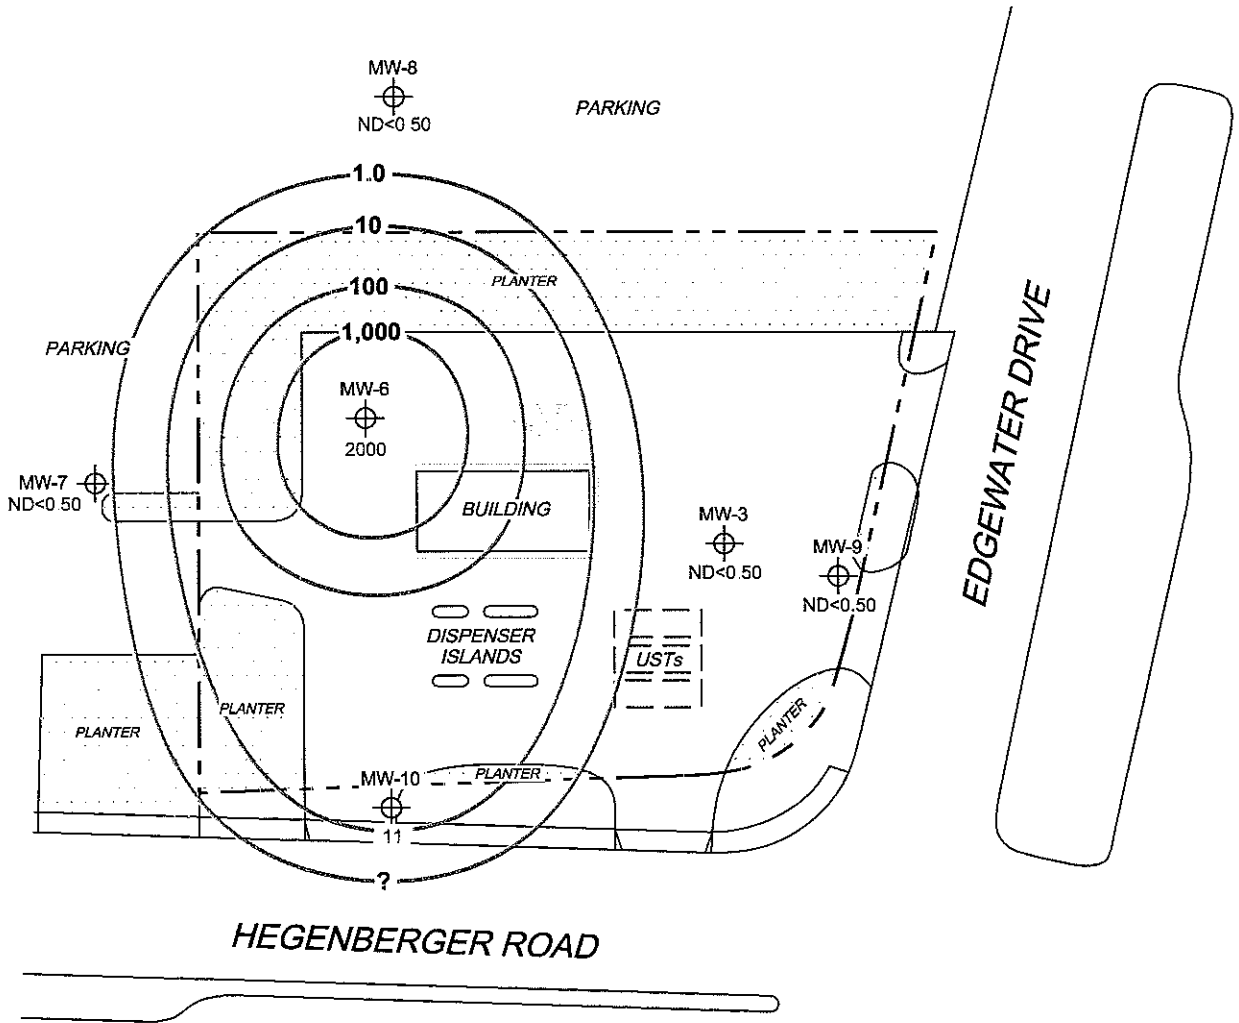 MW-8
ND<0 50
PARKING
1.0
10
PLANTER
100
1,000
PARKING
MW-6
2000
MW-7
ND<0 50
BUILDING
MW-3
ND<0.50
MW-9
ND<0.50
EDGEWATER DRIVE
DISPENSER
ISLANDS
USTs
PLANTER
PLANTER
PLANTER
MW-10
PLANTER
11
?
HEGENBERGER ROAD